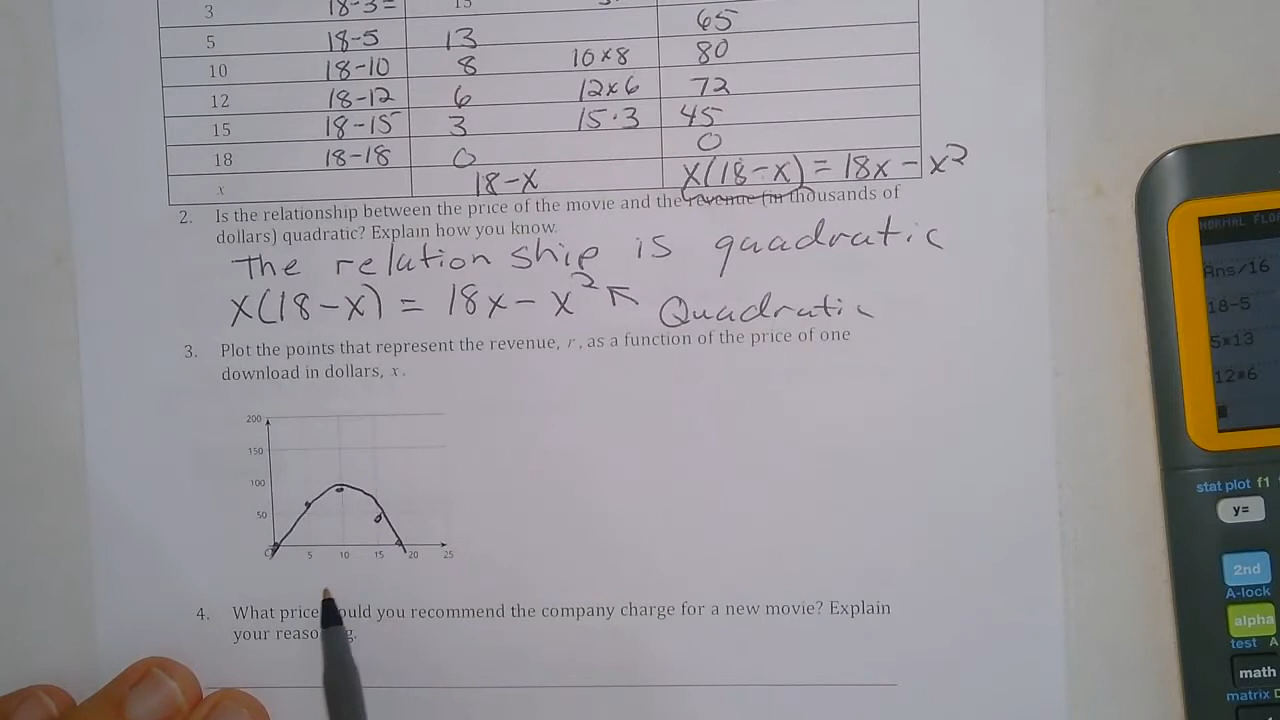 3 18-3= 15
65
5 18-5 13
10 18-10 8 10×8 80
12 18-12 6 12×6 72
15 18-15 3 15·3 45
18 18-18 0 0
x 18-x x(18-x) = 18x - x²
2. Is the relationship between the price of the movie and the revenue (in thousands of
dollars) quadratic? Explain how you know.
The relation ship is quadratic
x(18-x) = 18x - x² ↖ Quadratic
3. Plot the points that represent the revenue, r, as a function of the price of one
download in dollars, x.
200
150
100
50
5 10 15 20 25
4. What price you recommend the company charge for a new movie? Explain
your
NORMAL FLO
Ans/16
18-5
5*13
12*6
stat plot f1
y=
2nd
A-lock
alpha
test A
math
matrix D